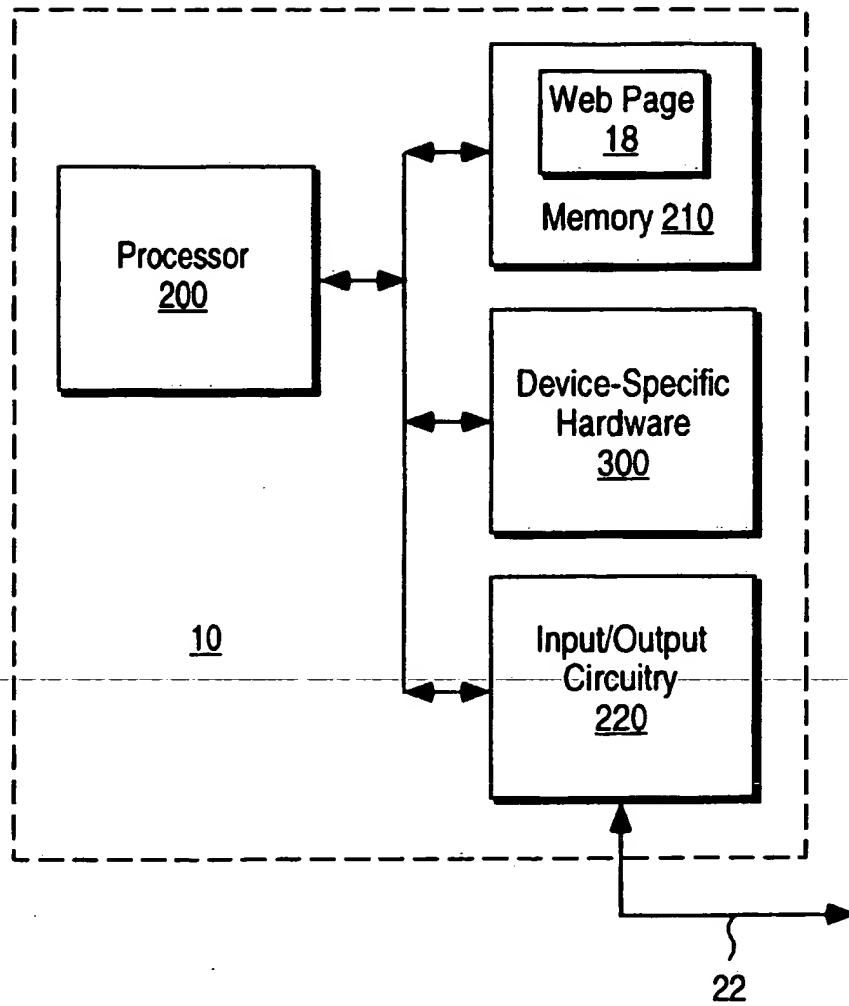 Web Page
18
Memory 210
Processor
200
Device-Specific
Hardware
300
10
Input/Output
Circuitry
220
22